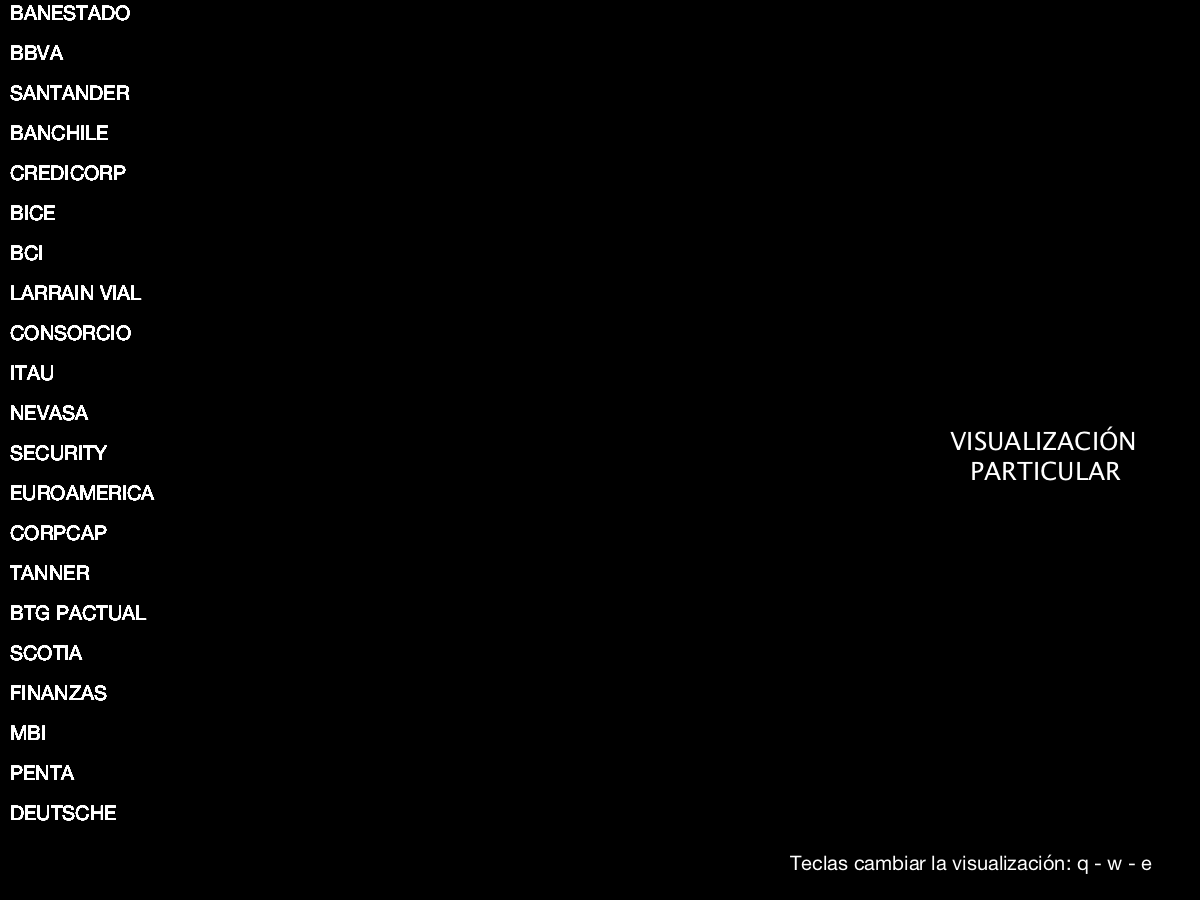 BANESTADO
BBVA
SANTANDER
BANCHILE
CREDICORP
BICE
BCI
LARRAIN VIAL
CONSORCIO
ITAU
NEVASA
SECURITY
EUROAMERICA
CORPCAP
TANNER
BTG PACTUAL
SCOTIA
FINANZAS
MBI
PENTA
DEUTSCHE
VISUALIZACIÓN
PARTICULAR
Teclas cambiar la visualización: q - w - e